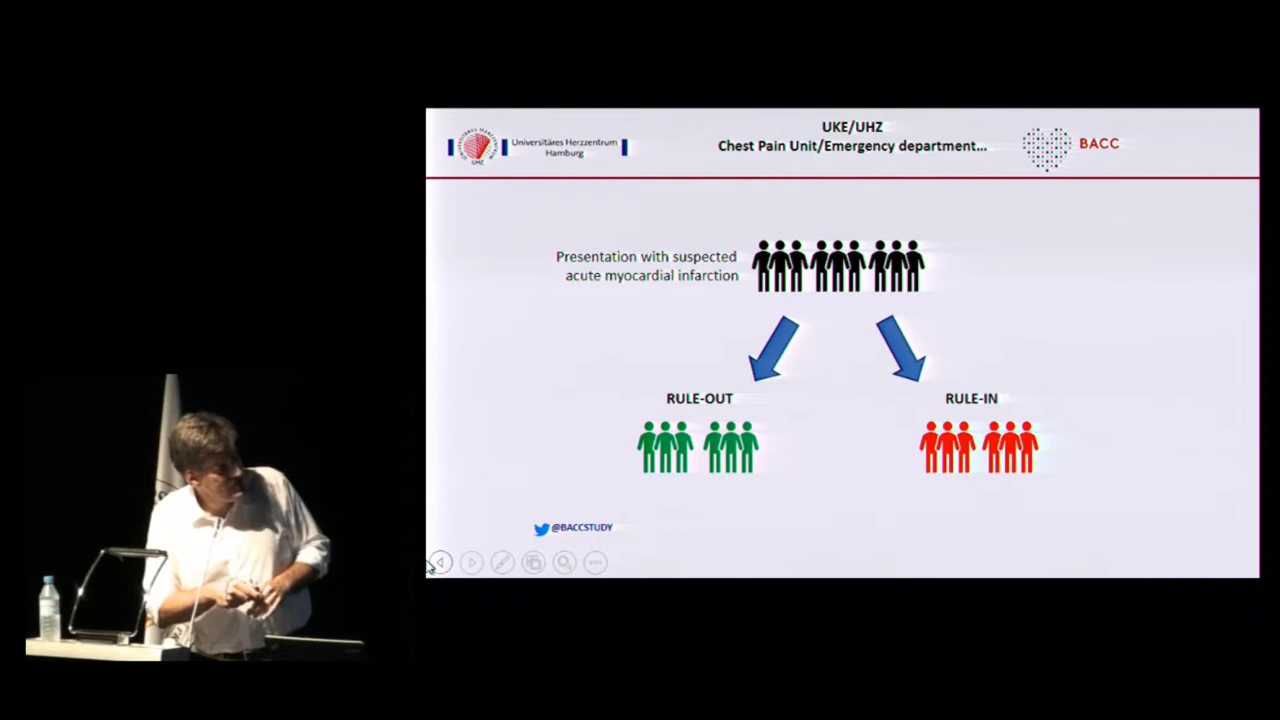 UKE/UHZ
Chest Pain Unit/Emergency department...
Universitäres Herzzentrum
Hamburg
UHZ
BACC
Presentation with suspected
acute myocardial infarction
RULE-OUT
RULE-IN
@BACCSTUDY